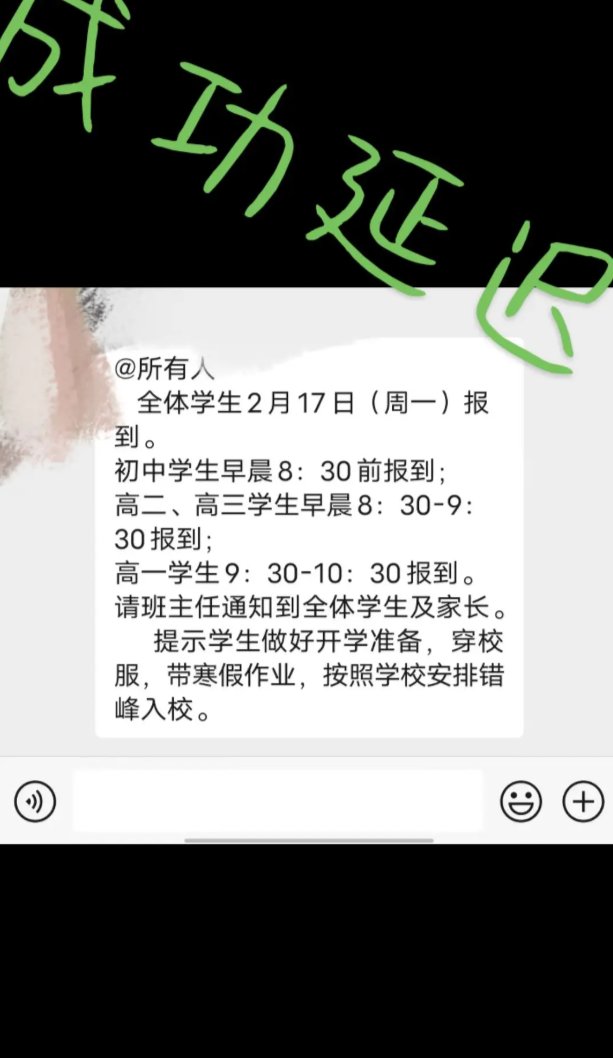 成功延迟
@所有人
全体学生2月17日（周一）报
到。
初中学生早晨8：30前报到；
高二、高三学生早晨8：30-9：
30报到；
高一学生9：30-10：30报到。
请班主任通知到全体学生及家长。
提示学生做好开学准备，穿校
服，带寒假作业，按照学校安排错
峰入校。